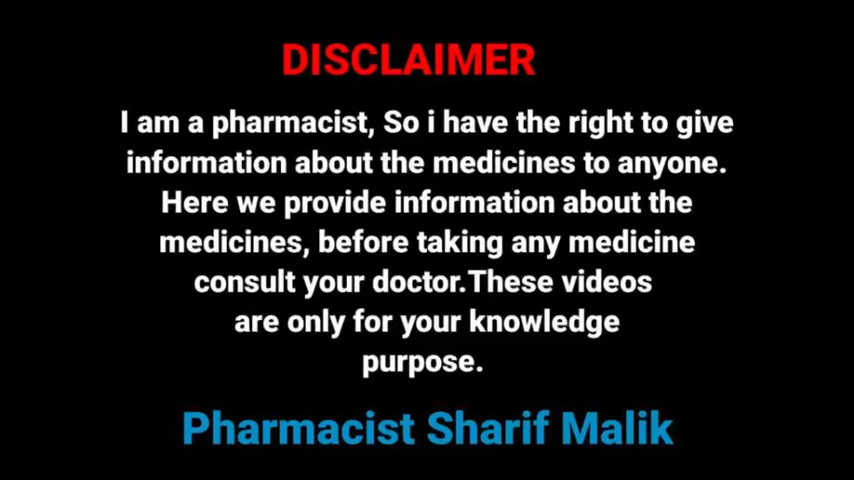 DISCLAIMER
I am a pharmacist, So i have the right to give
information about the medicines to anyone.
Here we provide information about the
medicines, before taking any medicine
consult your doctor.These videos
are only for your knowledge
purpose.
Pharmacist Sharif Malik